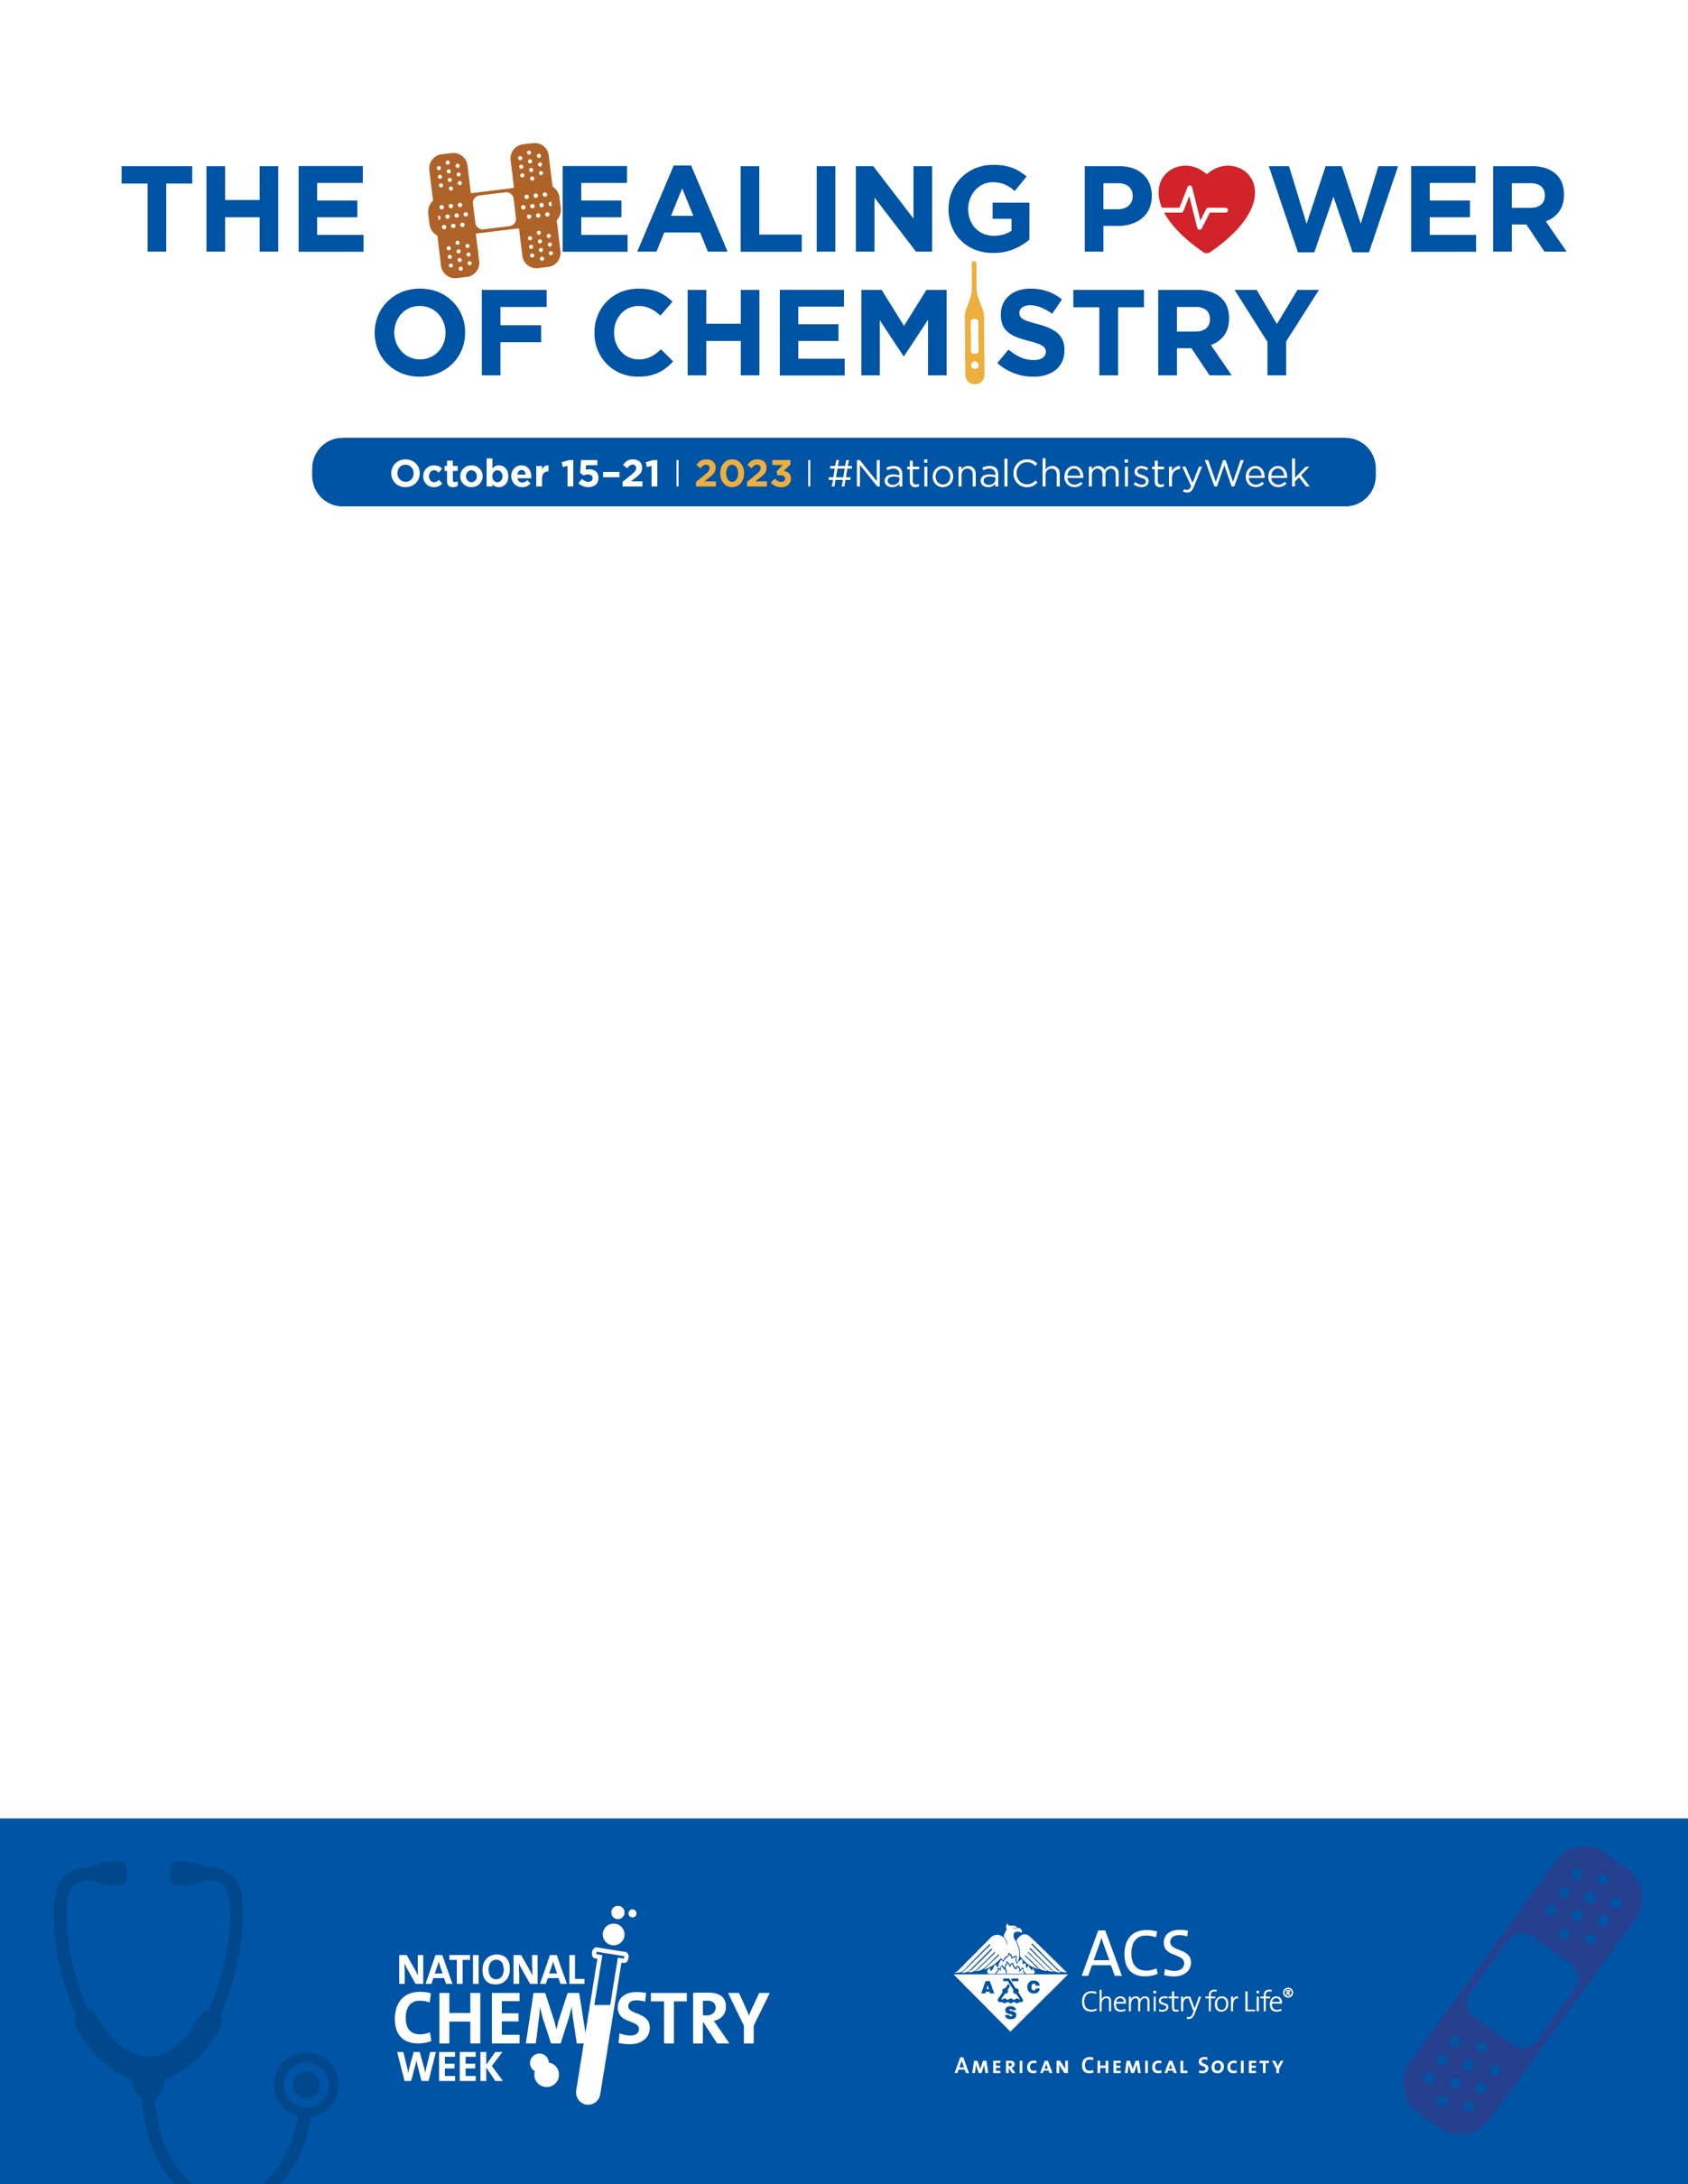 THE HEALING POWER
OF CHEMISTRY
October 15–21 | 2023 | #NationalChemistryWeek
NATIONAL
CHEMISTRY
WEEK
A C
S
ACS
Chemistry for Life®
AMERICAN CHEMICAL SOCIETY